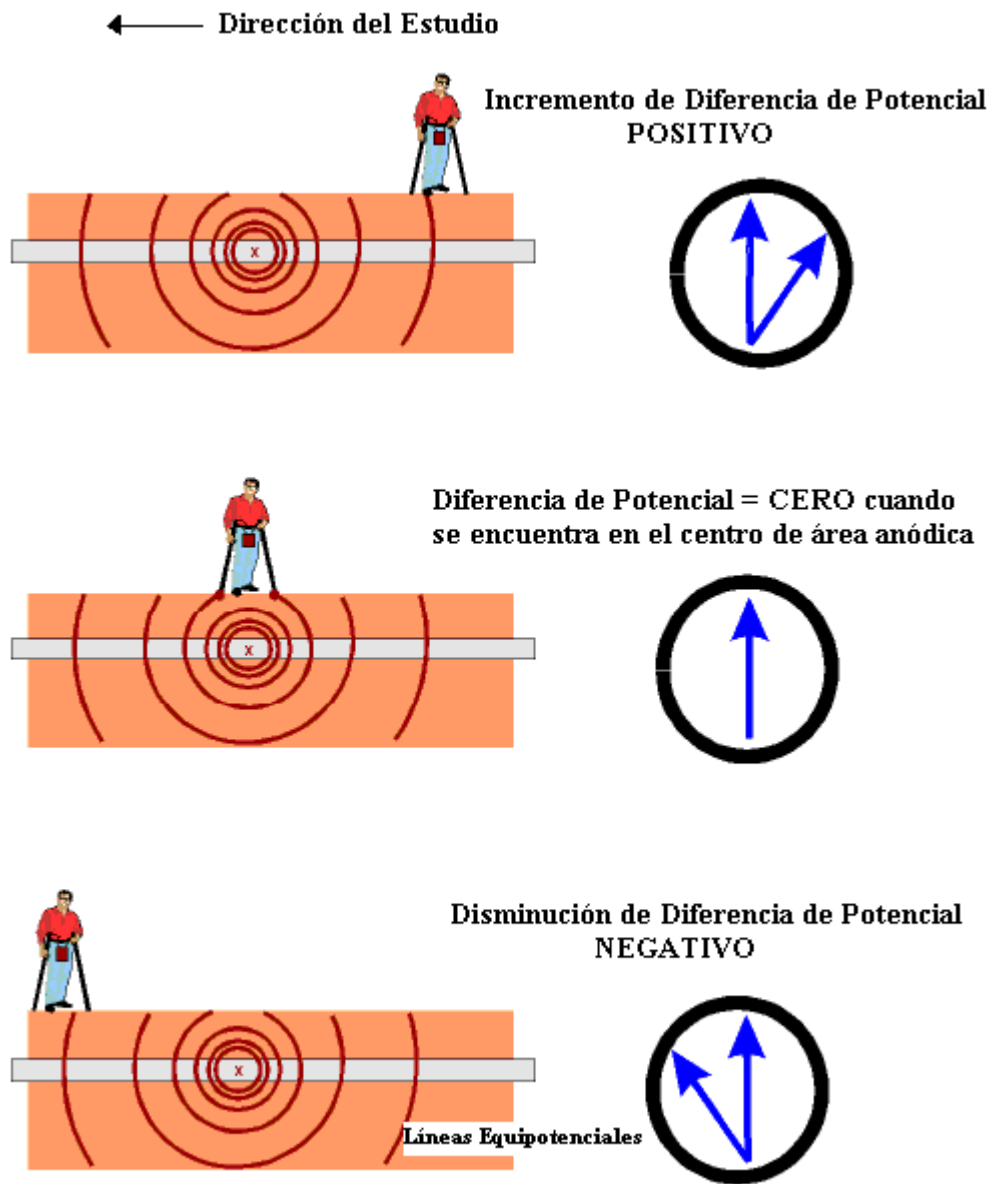 Dirección del Estudio
Incremento de Diferencia de Potencial
POSITIVO
x
Diferencia de Potencial = CERO cuando
se encuentra en el centro de área anódica
x
Disminución de Diferencia de Potencial
NEGATIVO
x
Líneas Equipotenciales